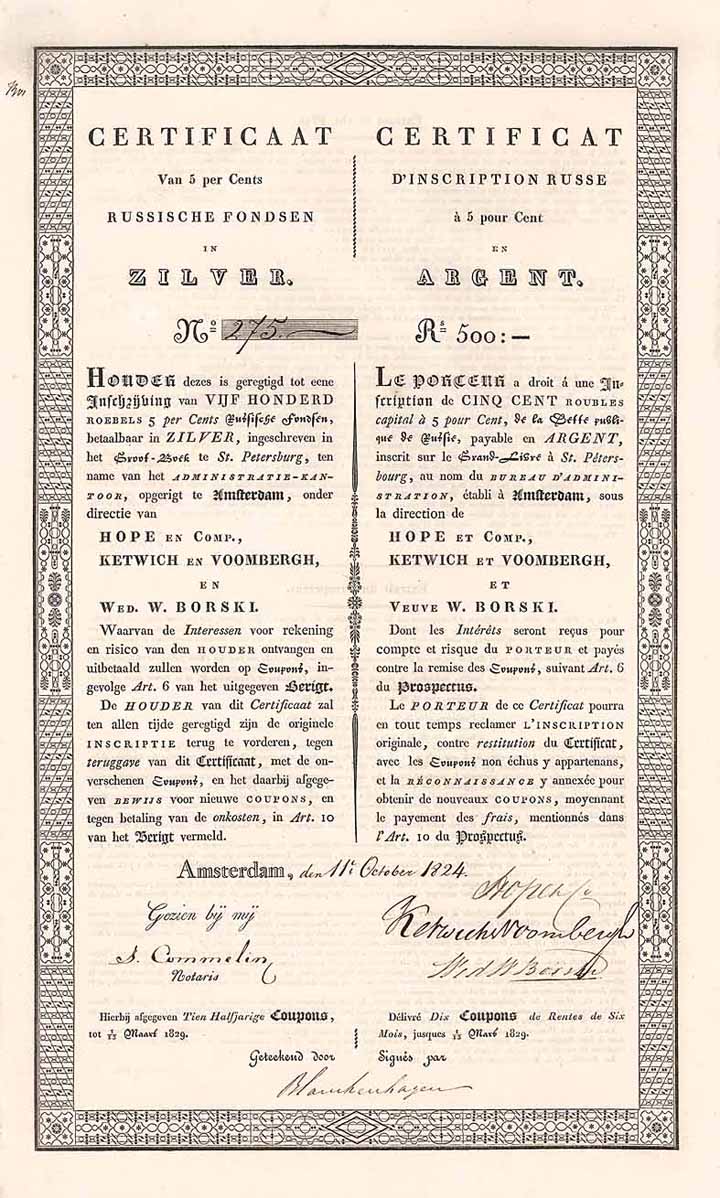 CERTIFICAAT
Van 5 per Cents
RUSSISCHE FONDSEN
IN
ZILVER.
Nº 275.
HOUDER dezes is geregtigd tot eene
Inschrijving van VIJF HONDERD
ROEBELS 5 per Cents Russische Fondsen,
betaalbaar in ZILVER, ingeschreven in
het Groot-Boek te St. Petersburg, ten
name van het ADMINISTRATIE-KAN-
TOOR, opgerigt te Amsterdam, onder
directie van
HOPE EN COMP.,
KETWICH EN VOOMBERGH,
EN
WED. W. BORSKI.
Waarvan de Interessen voor rekening
en risico van den HOUDER ontvangen en
uitbetaald zullen worden op Coupons, in-
gevolge Art. 6 van het uitgegeven Berigt.
De HOUDER van dit Certificaat zal
ten allen tijde geregtigd zijn de originele
INSCRIPTIE terug te vorderen, tegen
teruggave van dit Certificaat, met de on-
verschenen Coupons, en het daarbij afgege-
ven BEWIJS voor nieuwe COUPONS, en
tegen betaling van de onkosten, in Art. 10
van het Berigt vermeld.
CERTIFICAT
D'INSCRIPTION RUSSE
à 5 pour Cent
EN
ARGENT.
Rs 500:—
LE PORTEUR a droit á une In-
scription de CINQ CENT ROUBLES
capital à 5 pour Cent, de la Dette publi-
que de Russie, payable en ARGENT,
inscrit sur le Grand-Livre à St. Péters-
bourg, au nom du BUREAU D'ADMINI-
STRATION, établi à Amsterdam, sous
la direction de
HOPE ET COMP.,
KETWICH ET VOOMBERGH,
ET
VEUVE W. BORSKI.
Dont les Intérêts seront reçus pour
compte et risque du PORTEUR et payés
contre la remise des Coupons, suivant Art. 6
du Prospectus.
Le PORTEUR de ce Certificat pourra
en tout temps reclamer L'INSCRIPTION
originale, contre restitution du Certificat,
avec les Coupons non échus y appartenans,
et la RÉCONNAISSANCE y annexée pour
obtenir de nouveaux COUPONS, moyennant
le payement des frais, mentionnés dans
l'Art. 10 du Prospectus.
Amsterdam, den 11e October 1824.
Gezien bij mij
J. Commelin
Notaris
Hope & Co
Ketwich & Voombergh
Wed W Borski
Hierbij afgegeven Tien Halfjarige Coupons,
tot 1/13 Maart 1829.
Geteekend door
Délivré Dix Coupons de Rentes de Six
Mois, jusques 1/13 Mars 1829.
Signés par
Blanckenhagen